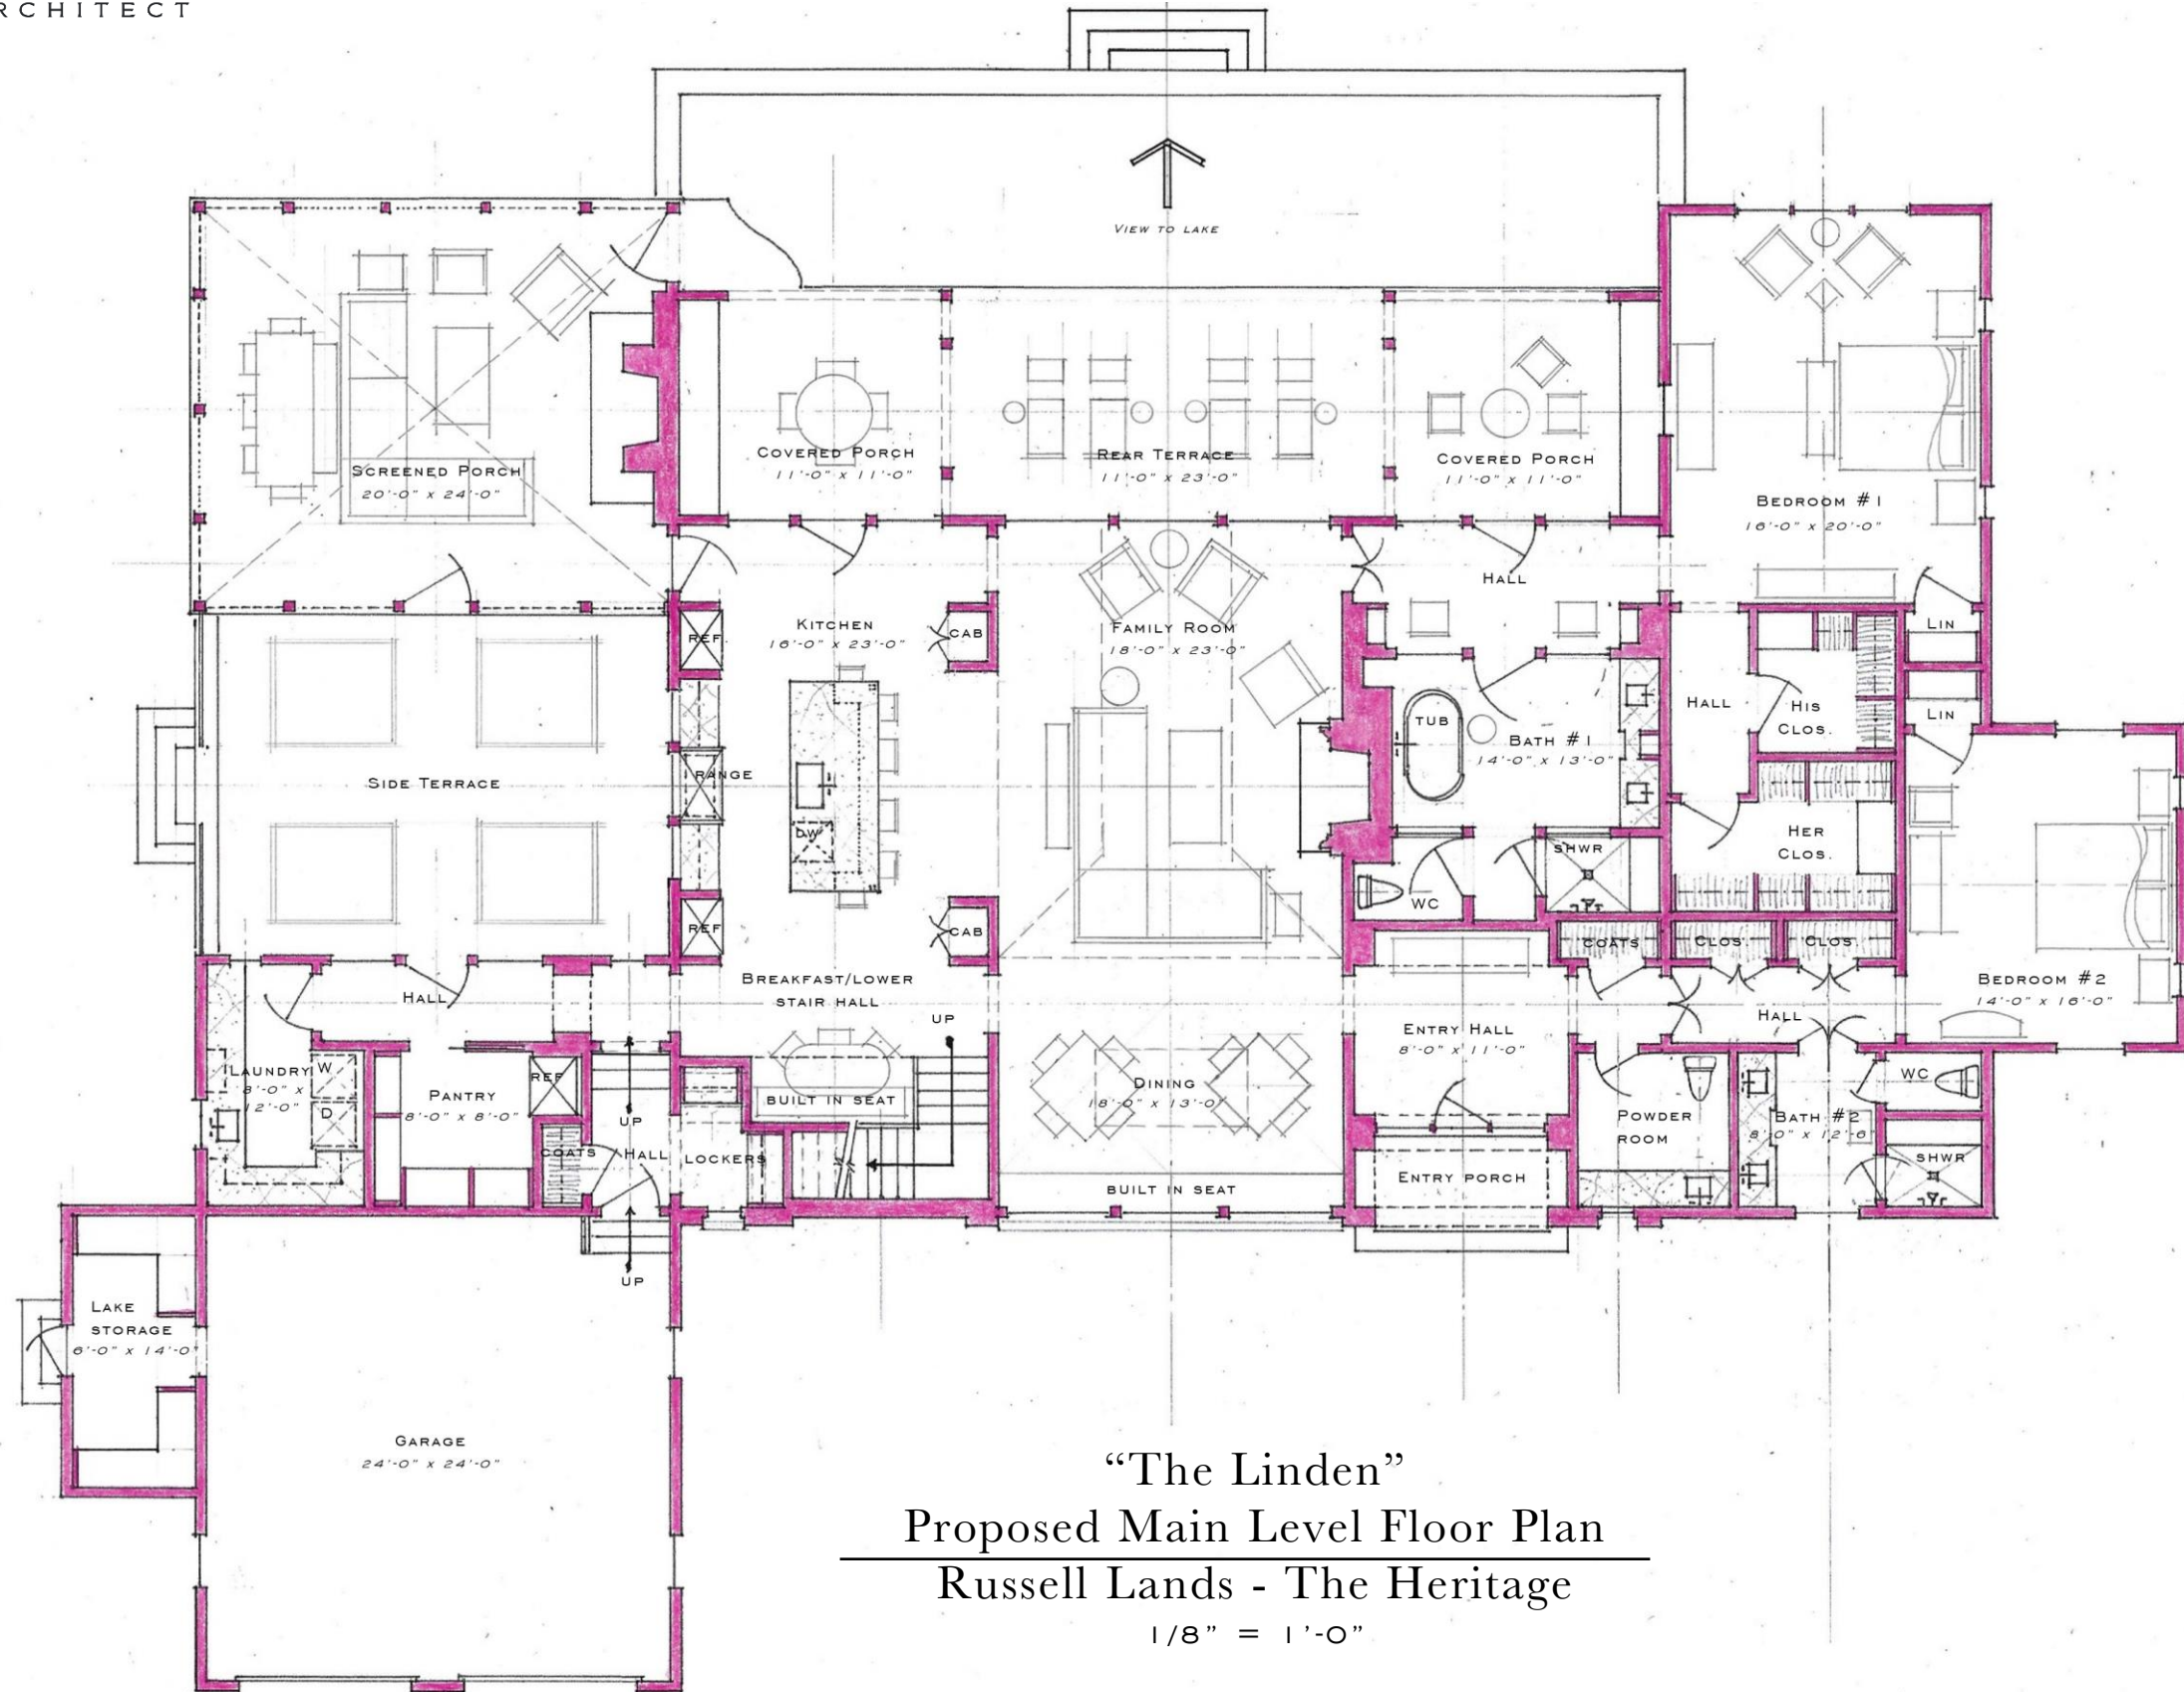 RCHITECT
VIEW TO LAKE
SCREENED PORCH
20'-0" X 24'-0"
COVERED PORCH
11'-0" X 11'-0"
REAR TERRACE
11'-0" X 23'-0"
COVERED PORCH
11'-0" X 11'-0"
BEDROOM #1
16'-0" X 20'-0"
HALL
REF.
KITCHEN
16'-0" X 23'-0"
CAB
FAMILY ROOM
18'-0" X 23'-0"
LIN
HALL
HIS
CLOS.
LIN
TUB
BATH #1
14'-0" X 13'-0"
SIDE TERRACE
RANGE
DW
HER
CLOS.
SHWR
WC
REF
CAB
COATS
CLOS.
CLOS.
BREAKFAST/LOWER
STAIR HALL
HALL
UP
BEDROOM #2
14'-0" X 16'-0"
ENTRY HALL
8'-0" X 11'-0"
HALL
LAUNDRY
8'-0" X
12'-0"
W
D
PANTRY
8'-0" X 8'-0"
REF
UP
BUILT IN SEAT
DINING
18'-0" X 13'-0"
POWDER
ROOM
BATH #2
8'-0" X 12'-6
WC
COATS
HALL
LOCKERS
SHWR
ENTRY PORCH
BUILT IN SEAT
UP
LAKE
STORAGE
6'-0" X 14'-0"
GARAGE
24'-0" X 24'-0"
“The Linden”
Proposed Main Level Floor Plan
Russell Lands - The Heritage
1/8” = 1’-0”